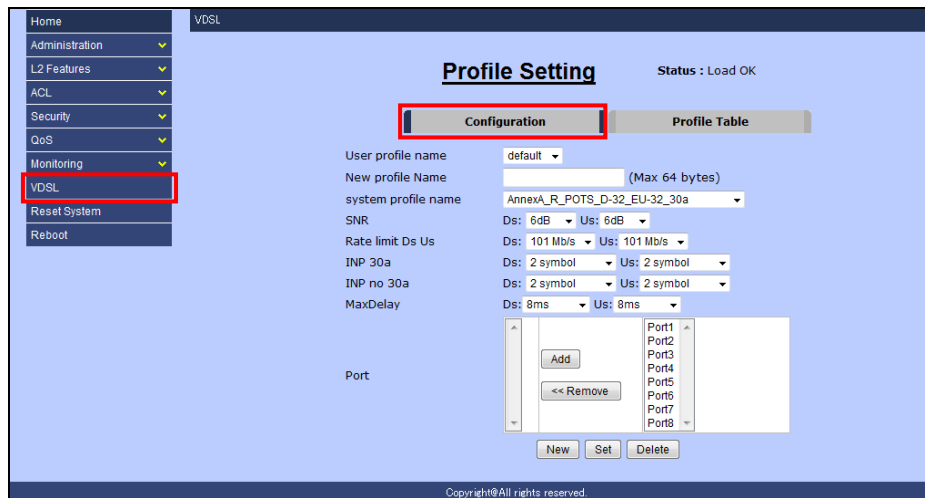 Home
Administration
L2 Features
ACL
Security
QoS
Monitoring
VDSL
Reset System
Reboot
VDSL
Profile Setting
Status : Load OK
Configuration
Profile Table
User profile name default
New profile Name (Max 64 bytes)
system profile name AnnexA_R_POTS_D-32_EU-32_30a
SNR Ds: 6dB Us: 6dB
Rate limit Ds Us Ds: 101 Mb/s Us: 101 Mb/s
INP 30a Ds: 2 symbol Us: 2 symbol
INP no 30a Ds: 2 symbol Us: 2 symbol
MaxDelay Ds: 8ms Us: 8ms
Port
Add
<< Remove
Port1
Port2
Port3
Port4
Port5
Port6
Port7
Port8
New Set Delete
Copyright@All rights reserved.